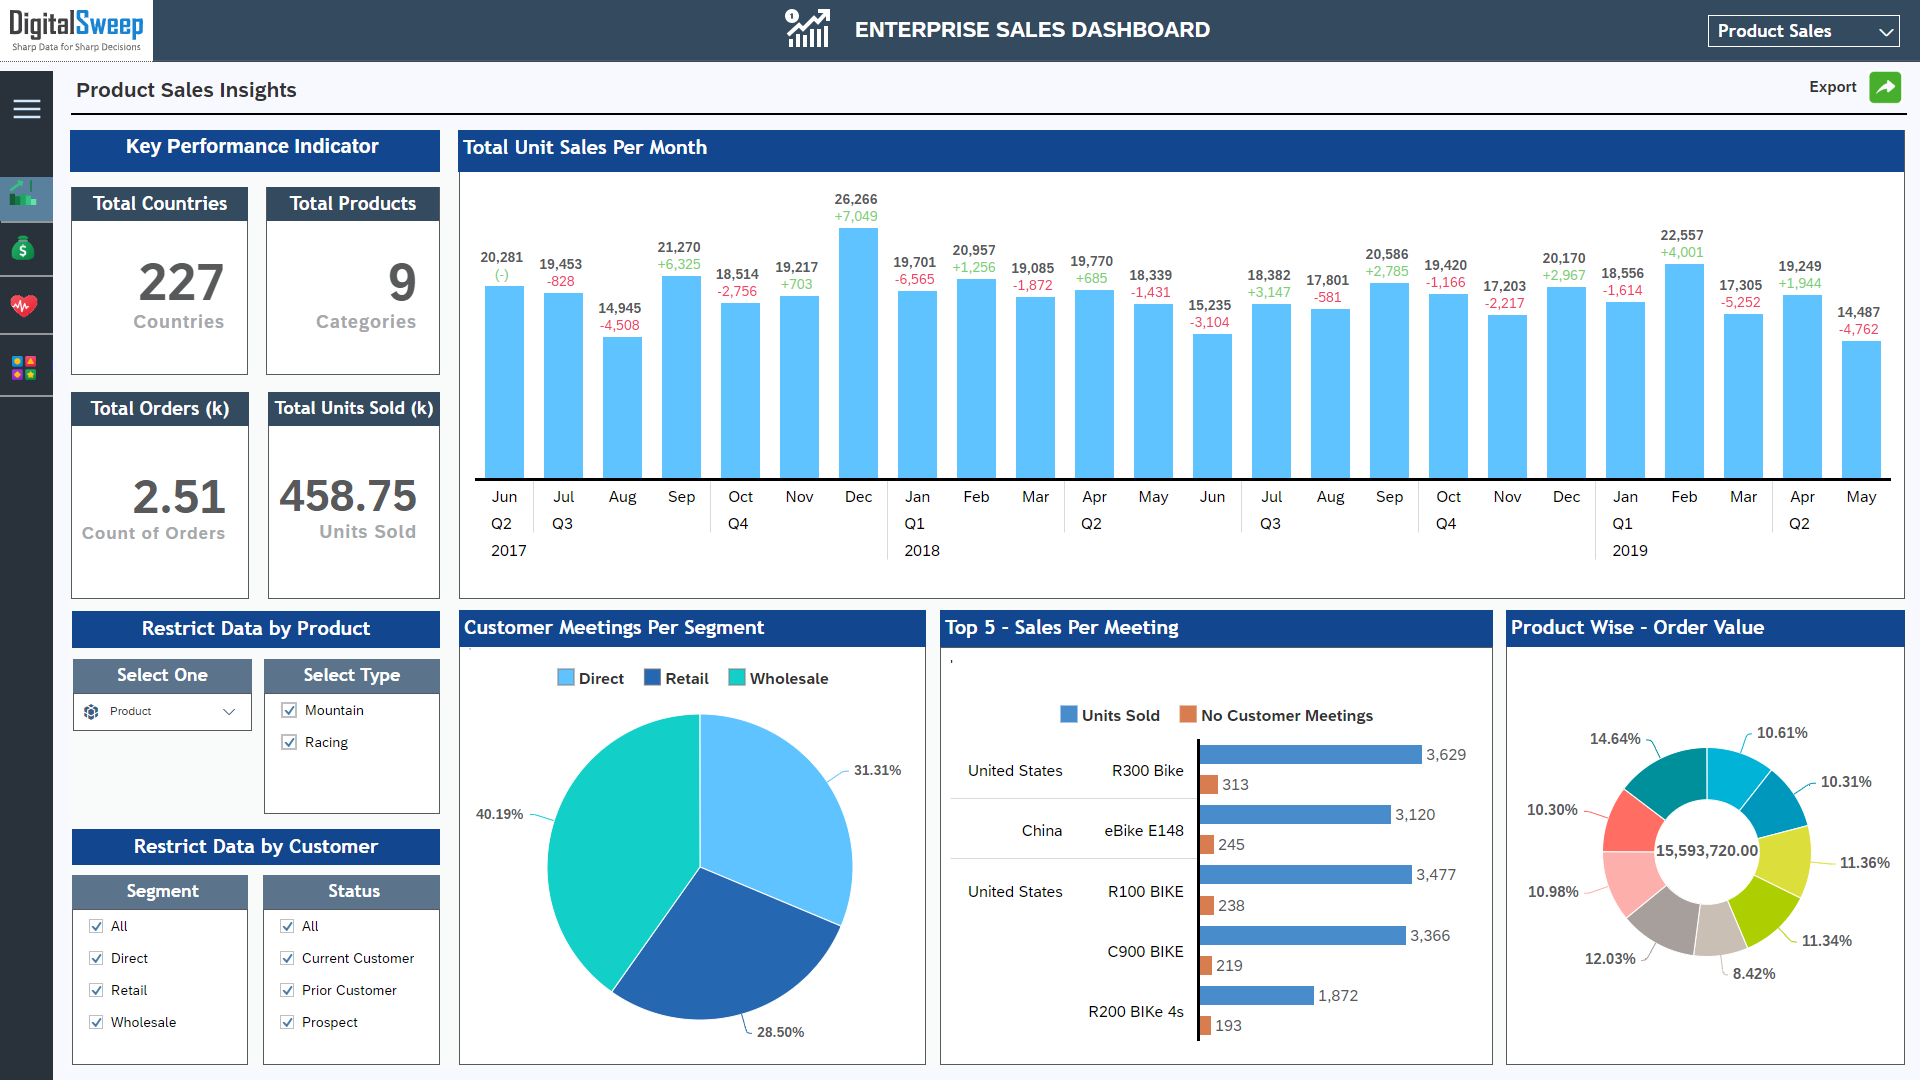 DigitalSweep
Sharp Data for Sharp Decisions
ENTERPRISE SALES DASHBOARD
Product Sales
Product Sales Insights
Export
Key Performance Indicator
Total Countries
227
Countries
Total Products
9
Categories
Total Orders (k)
2.51
Count of Orders
Total Units Sold (k)
458.75
Units Sold
Total Unit Sales Per Month
20,281 19,453 14,945 21,270 18,514 19,217 26,266 19,701 20,957 19,085 19,770 18,339 15,235 18,382 17,801 20,586 19,420 17,203 20,170 18,556 22,557 17,305 19,249 14,487
(-) -828 -4,508 +6,325 -2,756 +703 +7,049 -6,565 +1,256 -1,872 +685 -1,431 -3,104 +3,147 -581 +2,785 -1,166 -2,217 +2,967 -1,614 +4,001 -5,252 +1,944 -4,762
Jun Jul Aug Sep Oct Nov Dec Jan Feb Mar Apr May Jun Jul Aug Sep Oct Nov Dec Jan Feb Mar Apr May
Q2 Q3 Q4 Q1 Q2 Q3 Q4 Q1 Q2
2017 2018 2019
Restrict Data by Product
Select One
Product
Select Type
Mountain
Racing
Restrict Data by Customer
Segment
All
Direct
Retail
Wholesale
Status
All
Current Customer
Prior Customer
Prospect
Customer Meetings Per Segment
Direct Retail Wholesale
31.31%
40.19%
28.50%
Top 5 - Sales Per Meeting
Units Sold No Customer Meetings
United States R300 Bike 3,629
313
China eBike E148 3,120
245
United States R100 BIKE 3,477
238
C900 BIKE 3,366
219
R200 BIKe 4s 1,872
193
Product Wise - Order Value
10.61%
14.64%
10.31%
10.30%
15,593,720.00
11.36%
10.98%
11.34%
12.03%
8.42%